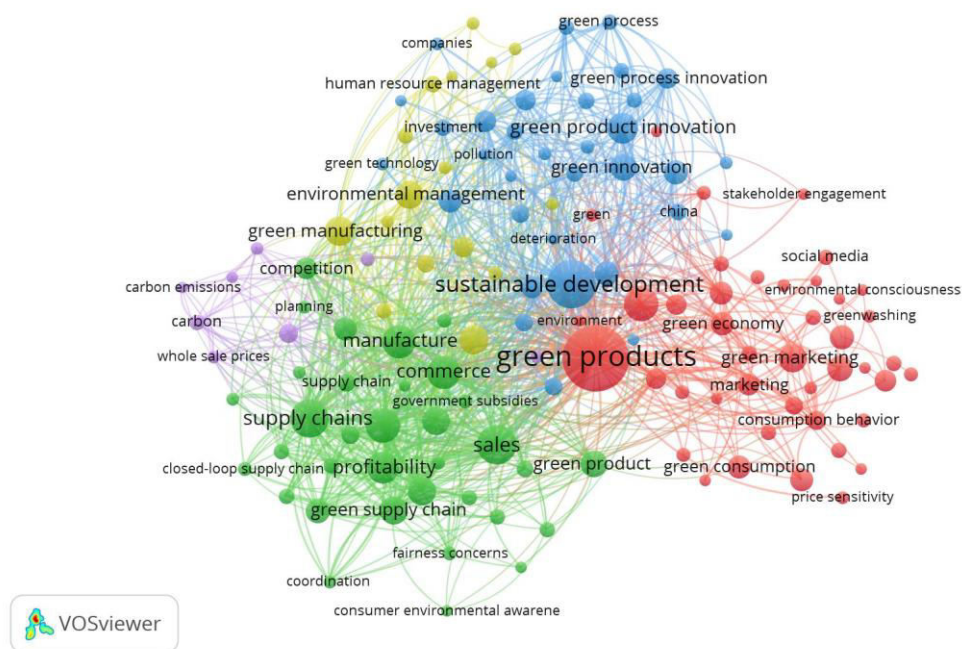 green process
companies
green process innovation
human resource management
investment
green product innovation
pollution
green technology
green innovation
environmental management
stakeholder engagement
green
china
green manufacturing
deterioration
social media
competition
sustainable development
carbon emissions
environmental consciousness
planning
carbon
environment
greenwashing
green economy
manufacture
whole sale prices
green products
green marketing
commerce
supply chain
marketing
government subsidies
supply chains
consumption behavior
sales
closed-loop supply chain
profitability
green product
green consumption
price sensitivity
green supply chain
fairness concerns
coordination
consumer environmental awarene
VOSviewer